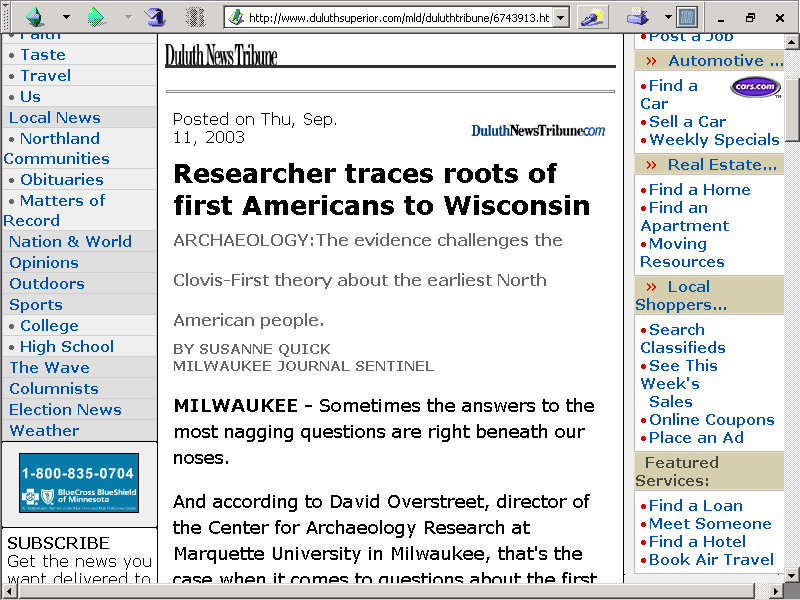 http://www.duluthsuperior.com/mld/duluthtribune/6743913.ht
• Faith
• Taste
• Travel
• Us
Local News
• Northland
Communities
• Obituaries
• Matters of
Record
Nation & World
Opinions
Outdoors
Sports
• College
• High School
The Wave
Columnists
Election News
Weather
1-800-835-0704
BlueCross BlueShield
of Minnesota
SUBSCRIBE
Get the news you
want delivered to
Duluth News Tribune
Posted on Thu, Sep.
11, 2003
DuluthNewsTribune.com
Researcher traces roots of
first Americans to Wisconsin
ARCHAEOLOGY:The evidence challenges the
Clovis-First theory about the earliest North
American people.
BY SUSANNE QUICK
MILWAUKEE JOURNAL SENTINEL
MILWAUKEE - Sometimes the answers to the
most nagging questions are right beneath our
noses.
And according to David Overstreet, director of
the Center for Archaeology Research at
Marquette University in Milwaukee, that's the
case when it comes to questions about the first
•Post a Job
» Automotive ...
•Find a
Car
cars.com™
•Sell a Car
•Weekly Specials
» Real Estate...
•Find a Home
•Find an
Apartment
•Moving
Resources
» Local
Shoppers...
•Search
Classifieds
•See This
Week's
Sales
•Online Coupons
•Place an Ad
Featured
Services:
•Find a Loan
•Meet Someone
•Find a Hotel
•Book Air Travel